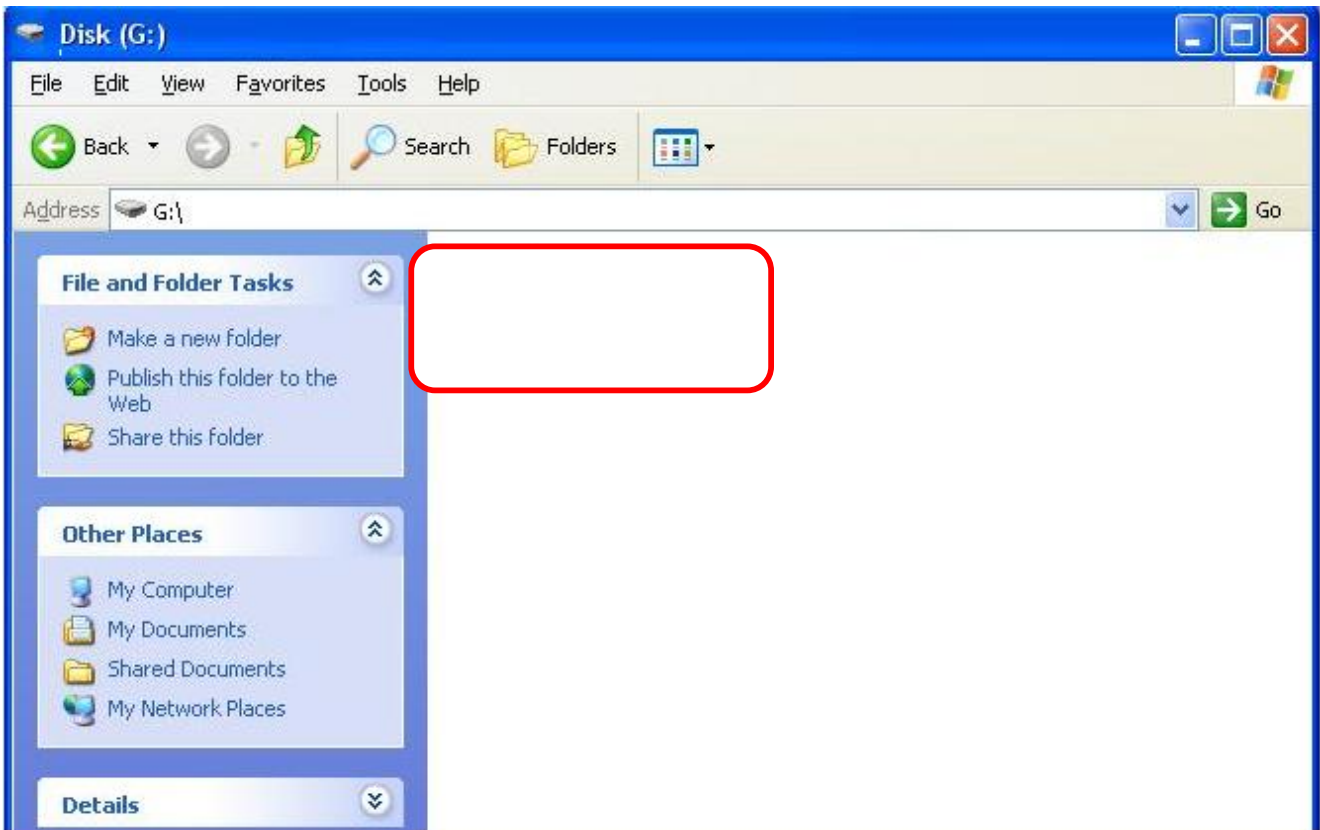 Disk (G:)
File Edit View Favorites Tools Help
Back Search Folders
Address G:\ Go
File and Folder Tasks
Make a new folder
Publish this folder to the
Web
Share this folder
Other Places
My Computer
My Documents
Shared Documents
My Network Places
Details